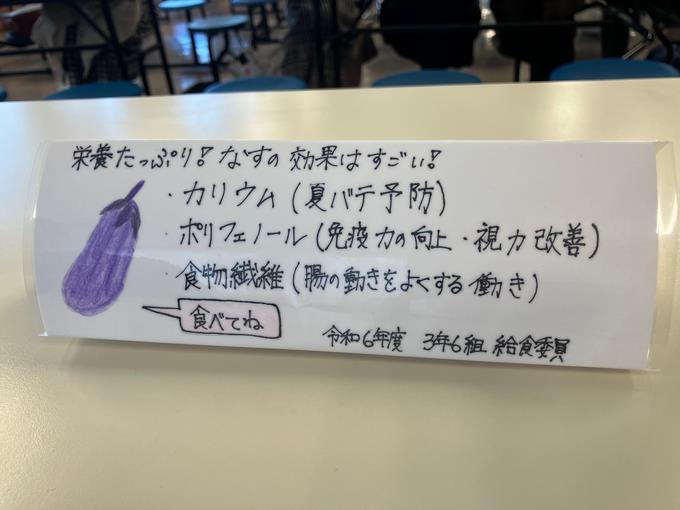 栄養たっぷり!なすの効果はすごい!
・カリウム(夏バテ予防)
・ポリフェノール(免疫力の向上・視力改善)
・食物繊維(腸の動きをよくする働き)
食べてね
令和6年度 3年6組 給食委員